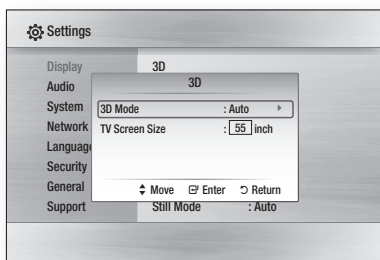 Settings
Display 3D
Audio
System
Network
Languag
Security
General
Support
3D
3D Mode : Auto
TV Screen Size : 55 inch
Move Enter Return
Still Mode : Auto